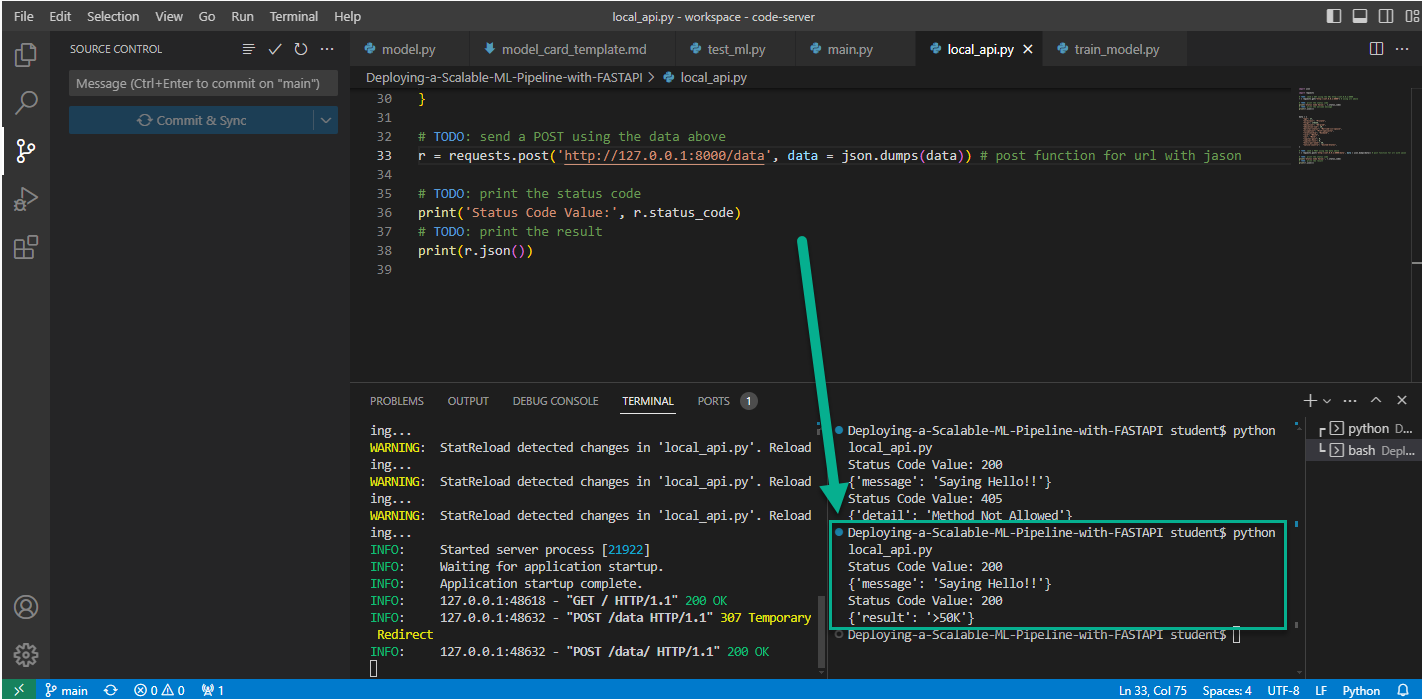 File Edit Selection View Go Run Terminal Help
local_api.py - workspace - code-server
SOURCE CONTROL
Message (Ctrl+Enter to commit on "main")
Commit & Sync
model.py
model_card_template.md
test_ml.py
main.py
local_api.py
train_model.py
Deploying-a-Scalable-ML-Pipeline-with-FASTAPI > local_api.py
30 }
31
32 # TODO: send a POST using the data above
33 r = requests.post('http://127.0.0.1:8000/data', data = json.dumps(data)) # post function for url with jason
34
35 # TODO: print the status code
36 print('Status Code Value:', r.status_code)
37 # TODO: print the result
38 print(r.json())
39
PROBLEMS OUTPUT DEBUG CONSOLE TERMINAL PORTS 1
ing...
WARNING: StatReload detected changes in 'local_api.py'. Reload
ing...
WARNING: StatReload detected changes in 'local_api.py'. Reload
ing...
WARNING: StatReload detected changes in 'local_api.py'. Reload
ing...
INFO: Started server process [21922]
INFO: Waiting for application startup.
INFO: Application startup complete.
INFO: 127.0.0.1:48618 - "GET / HTTP/1.1" 200 OK
INFO: 127.0.0.1:48632 - "POST /data HTTP/1.1" 307 Temporary
Redirect
INFO: 127.0.0.1:48632 - "POST /data/ HTTP/1.1" 200 OK
Deploying-a-Scalable-ML-Pipeline-with-FASTAPI student$ python
local_api.py
Status Code Value: 200
{'message': 'Saying Hello!!'}
Status Code Value: 405
{'detail': 'Method Not Allowed'}
Deploying-a-Scalable-ML-Pipeline-with-FASTAPI student$ python
local_api.py
Status Code Value: 200
{'message': 'Saying Hello!!'}
Status Code Value: 200
{'result': '>50K'}
Deploying-a-Scalable-ML-Pipeline-with-FASTAPI student$
python D...
bash Depl...
main 0 0 1
Ln 33, Col 75 Spaces: 4 UTF-8 LF Python